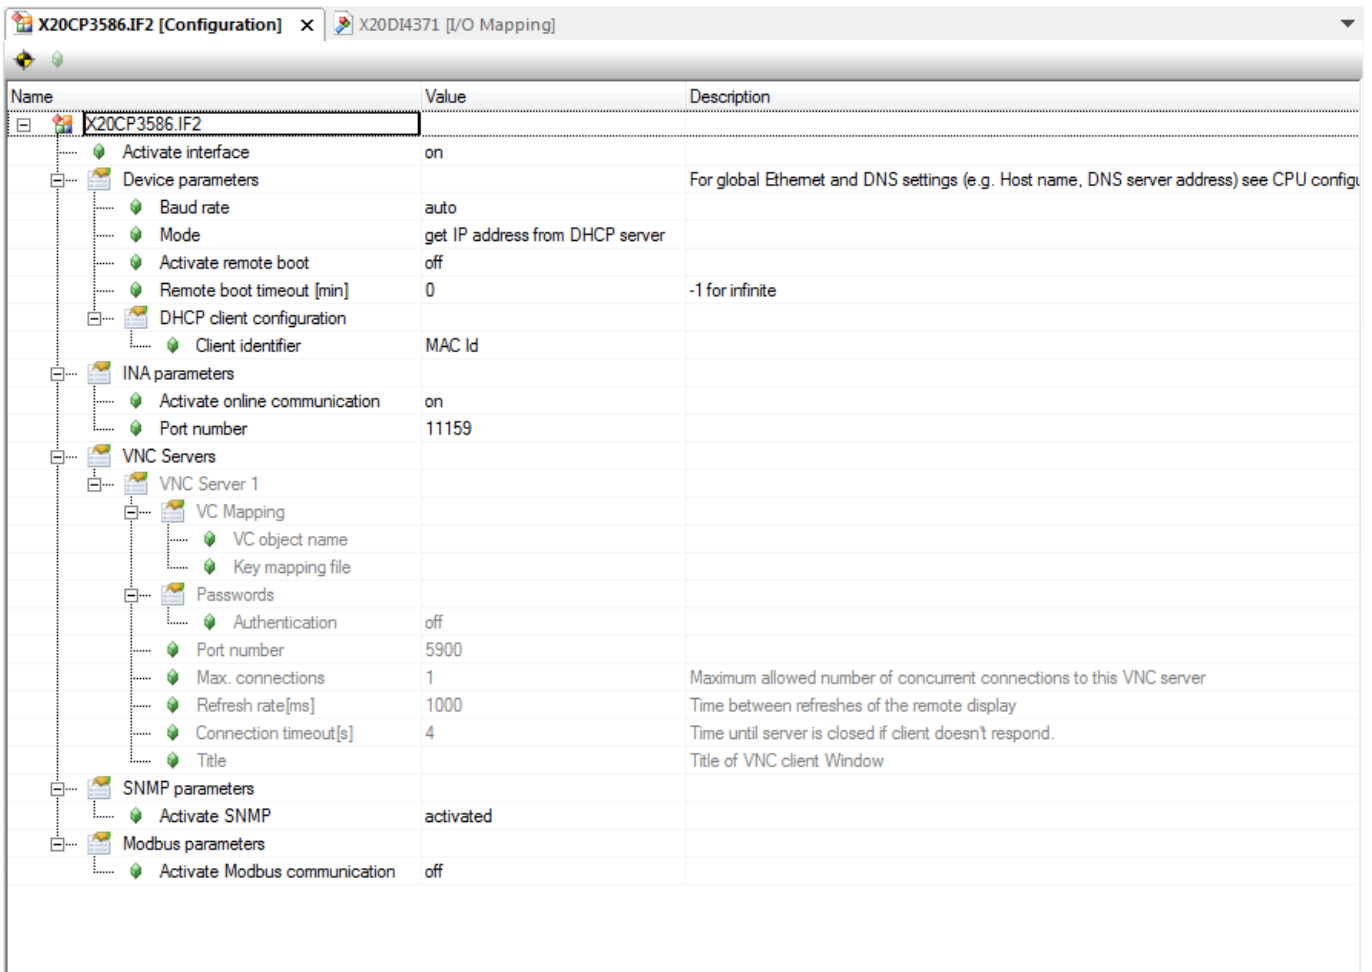 X20CP3586.IF2 [Configuration] X20DI4371 [I/O Mapping]
Name Value Description
X20CP3586.IF2
Activate interface on
Device parameters For global Ethernet and DNS settings (e.g. Host name, DNS server address) see CPU configu
Baud rate auto
Mode get IP address from DHCP server
Activate remote boot off
Remote boot timeout [min] 0 -1 for infinite
DHCP client configuration
Client identifier MAC Id
INA parameters
Activate online communication on
Port number 11159
VNC Servers
VNC Server 1
VC Mapping
VC object name
Key mapping file
Passwords
Authentication off
Port number 5900
Max. connections 1 Maximum allowed number of concurrent connections to this VNC server
Refresh rate[ms] 1000 Time between refreshes of the remote display
Connection timeout[s] 4 Time until server is closed if client doesn't respond.
Title Title of VNC client Window
SNMP parameters
Activate SNMP activated
Modbus parameters
Activate Modbus communication off